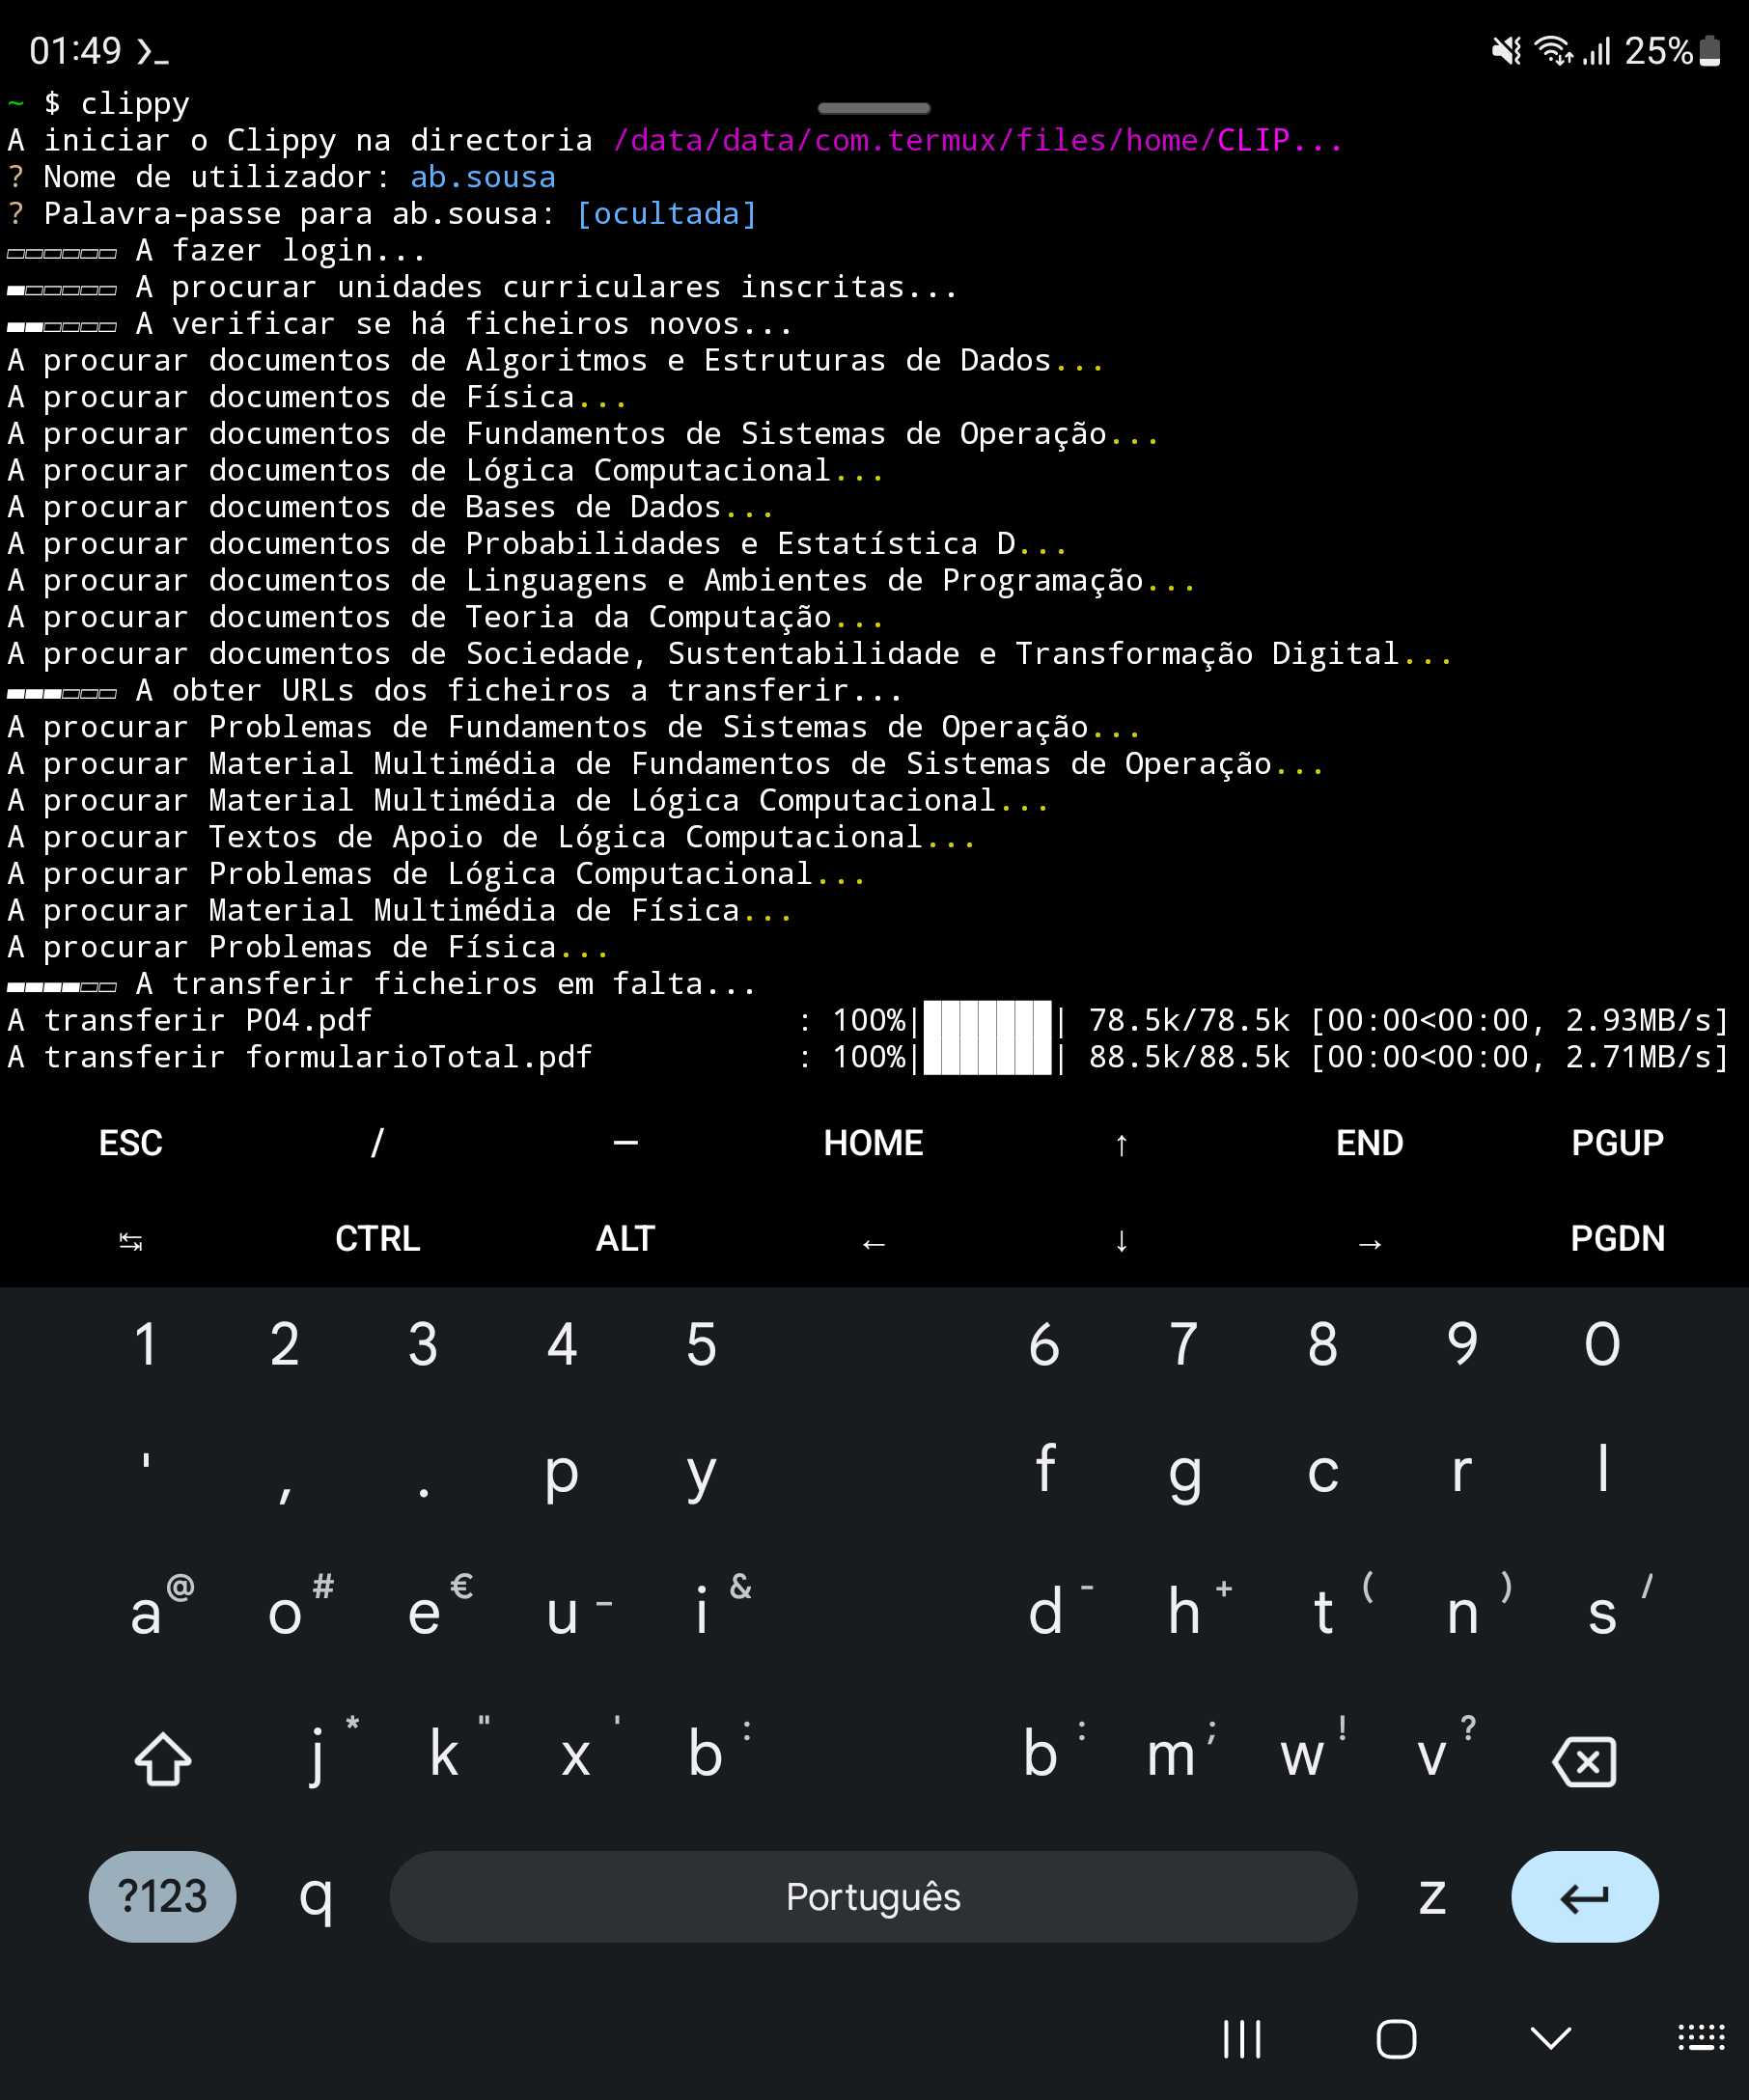 01:49 25%
~ $ clippy
A iniciar o Clippy na directoria /data/data/com.termux/files/home/CLIP...
? Nome de utilizador: ab.sousa
? Palavra-passe para ab.sousa: [ocultada]
▭▭▭▭▭▭ A fazer login...
▬▭▭▭▭▭ A procurar unidades curriculares inscritas...
▬▬▭▭▭▭ A verificar se há ficheiros novos...
A procurar documentos de Algoritmos e Estruturas de Dados...
A procurar documentos de Física...
A procurar documentos de Fundamentos de Sistemas de Operação...
A procurar documentos de Lógica Computacional...
A procurar documentos de Bases de Dados...
A procurar documentos de Probabilidades e Estatística D...
A procurar documentos de Linguagens e Ambientes de Programação...
A procurar documentos de Teoria da Computação...
A procurar documentos de Sociedade, Sustentabilidade e Transformação Digital...
▬▬▬▭▭▭ A obter URLs dos ficheiros a transferir...
A procurar Problemas de Fundamentos de Sistemas de Operação...
A procurar Material Multimédia de Fundamentos de Sistemas de Operação...
A procurar Material Multimédia de Lógica Computacional...
A procurar Textos de Apoio de Lógica Computacional...
A procurar Problemas de Lógica Computacional...
A procurar Material Multimédia de Física...
A procurar Problemas de Física...
▬▬▬▬▭▭ A transferir ficheiros em falta...
A transferir PO4.pdf : 100%|███████| 78.5k/78.5k [00:00<00:00, 2.93MB/s]
A transferir formularioTotal.pdf : 100%|███████| 88.5k/88.5k [00:00<00:00, 2.71MB/s]
ESC / — HOME ↑ END PGUP
↹ CTRL ALT ← ↓ → PGDN
1 2 3 4 5 6 7 8 9 0
' , . p y f g c r l
a @ o # e € u _ i & d - h + t ( n ) s /
j * k " x ' b : b : m ; w ! v ?
?123 q Português z